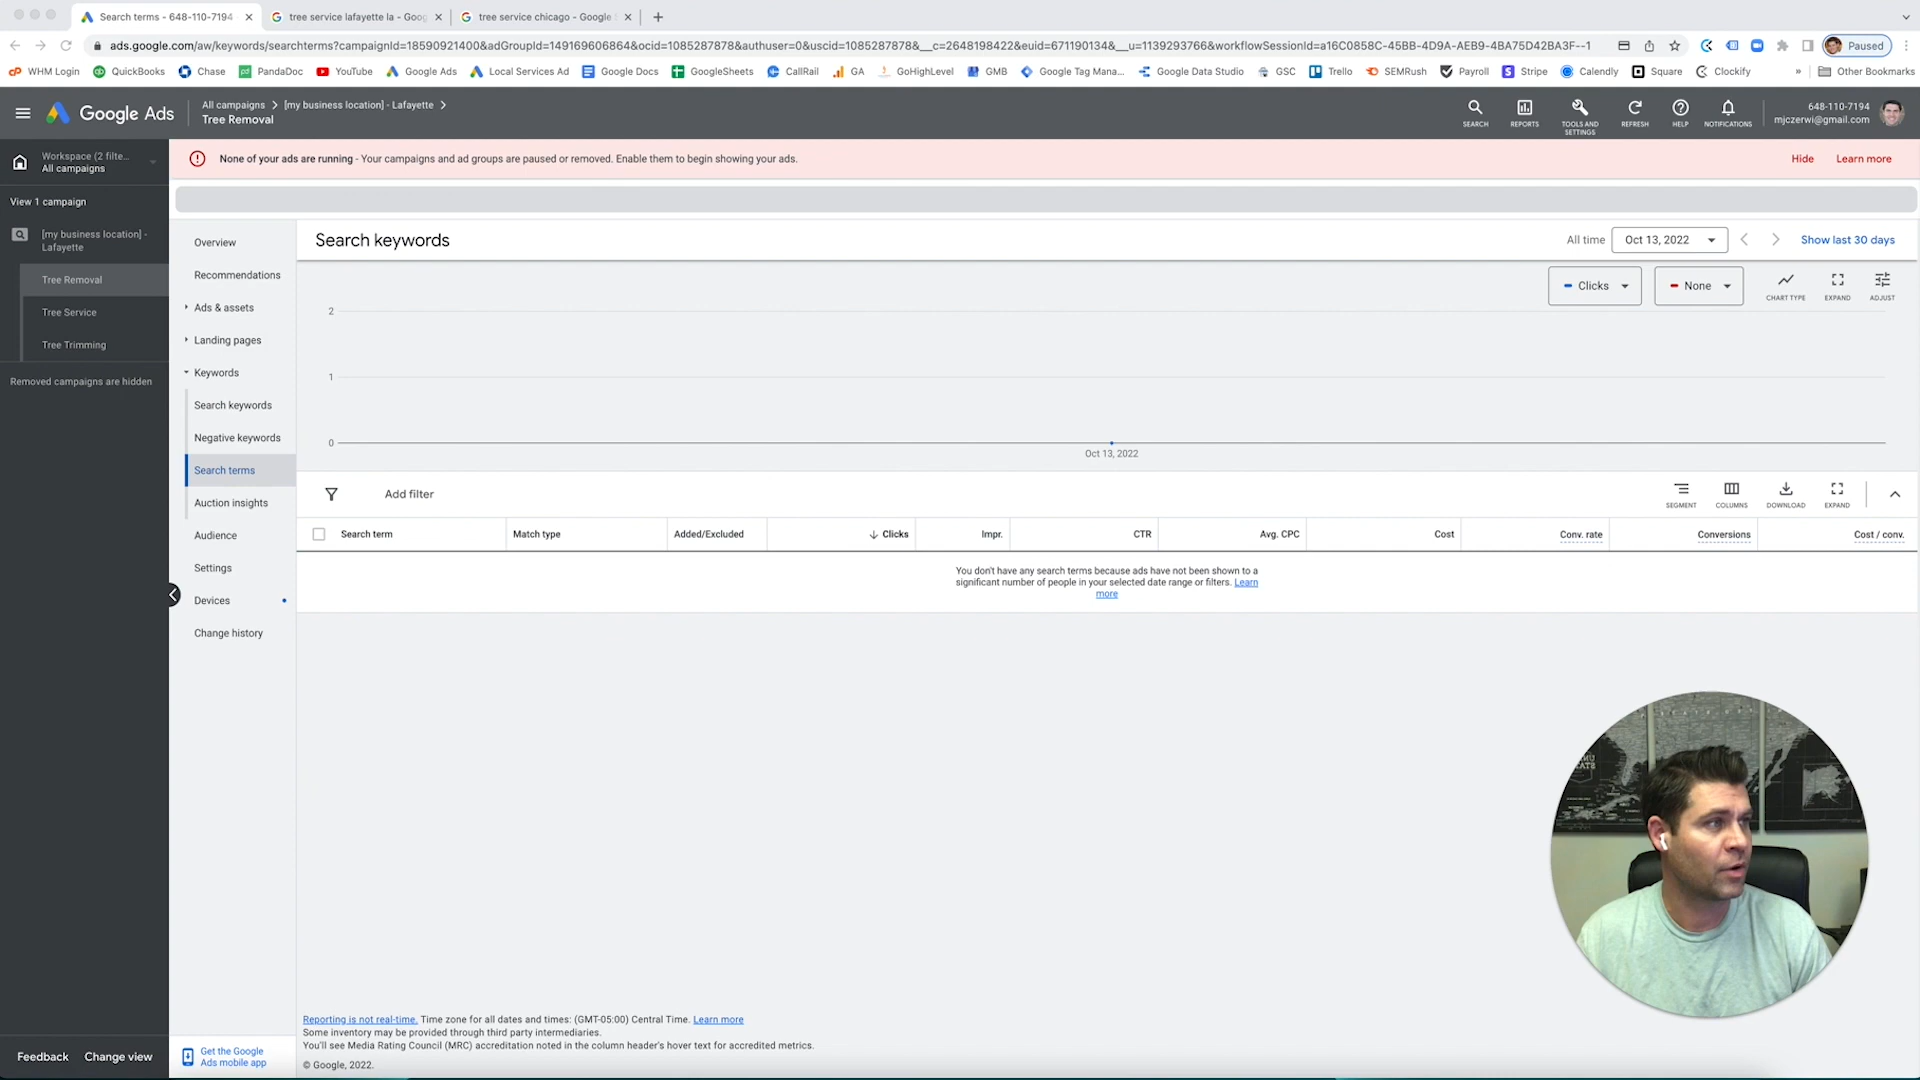 Search terms - 648-110-7194
tree service lafayette la - Goog
tree service chicago - Google S
ads.google.com/aw/keywords/searchterms?campaignId=18590921400&adGroupId=149169606864&ocid=1085287878&authuser=0&uscid=1085287878&__c=2648198422&euid=671190134&__u=1139293766&workflowSessionId=a16C0858C-45BB-4D9A-AEB9-4BA75D42BA3F--1
Paused
WHM Login
QuickBooks
Chase
PandaDoc
YouTube
Google Ads
Local Services Ad
Google Docs
GoogleSheets
CallRail
GA
GoHighLevel
GMB
Google Tag Mana...
Google Data Studio
GSC
Trello
SEMRush
Payroll
Stripe
Calendly
Square
Clockify
»
Other Bookmarks
Google Ads
All campaigns > [my business location] - Lafayette >
Tree Removal
SEARCH
REPORTS
TOOLS AND SETTINGS
REFRESH
HELP
NOTIFICATIONS
648-110-7194
mjczerwi@gmail.com
Workspace (2 filte...
All campaigns
None of your ads are running - Your campaigns and ad groups are paused or removed. Enable them to begin showing your ads.
Hide
Learn more
View 1 campaign
[my business location] -
Lafayette
Tree Removal
Tree Service
Tree Trimming
Removed campaigns are hidden
Overview
Recommendations
Ads & assets
Landing pages
Keywords
Search keywords
Negative keywords
Search terms
Auction insights
Audience
Settings
Devices
Change history
Search keywords
All time
Oct 13, 2022
Show last 30 days
Clicks
None
CHART TYPE
EXPAND
ADJUST
2
1
0
Oct 13, 2022
Add filter
SEGMENT
COLUMNS
DOWNLOAD
EXPAND
Search term
Match type
Added/Excluded
Clicks
Impr.
CTR
Avg. CPC
Cost
Conv. rate
Conversions
Cost / conv.
You don't have any search terms because ads have not been shown to a
significant number of people in your selected date range or filters. Learn
more
Reporting is not real-time. Time zone for all dates and times: (GMT-05:00) Central Time. Learn more
Some inventory may be provided through third party intermediaries.
You'll see Media Rating Council (MRC) accreditation noted in the column header's hover text for accredited metrics.
© Google, 2022.
Feedback
Change view
Get the Google
Ads mobile app